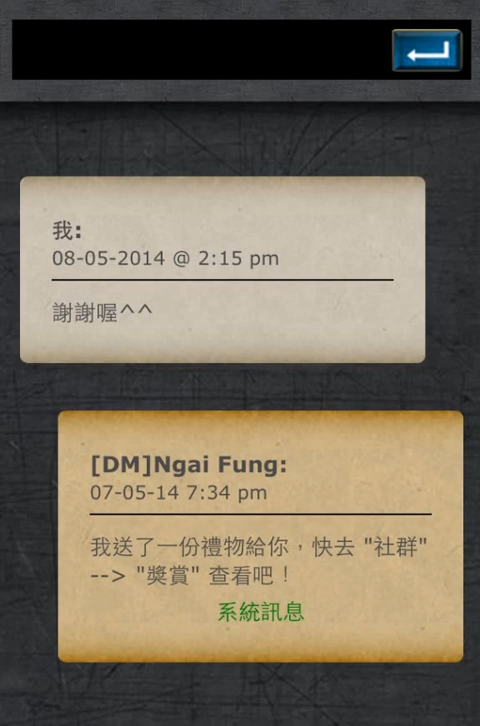 我:
08-05-2014 @ 2:15 pm
謝謝喔^^
[DM]Ngai Fung:
07-05-14 7:34 pm
我送了一份禮物給你，快去 "社群"
--> "獎賞" 查看吧！
系統訊息